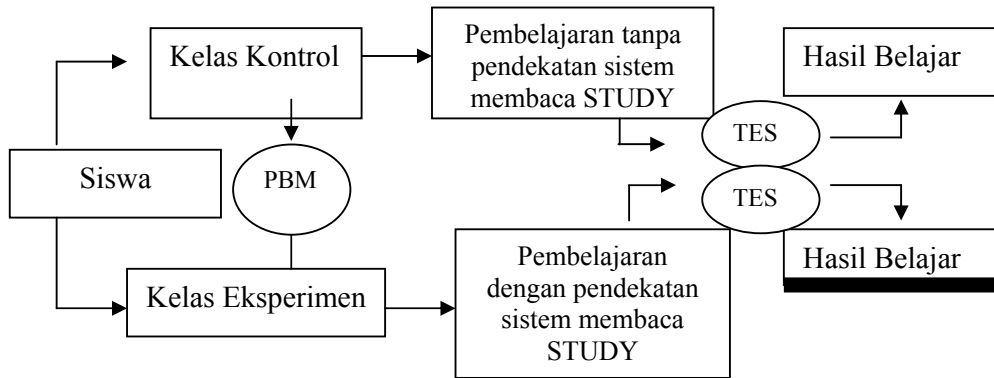 Kelas Kontrol
Pembelajaran tanpa
pendekatan sistem
membaca STUDY
Hasil Belajar
TES
Siswa
PBM
TES
Kelas Eksperimen
Pembelajaran
dengan pendekatan
sistem membaca
STUDY
Hasil Belajar